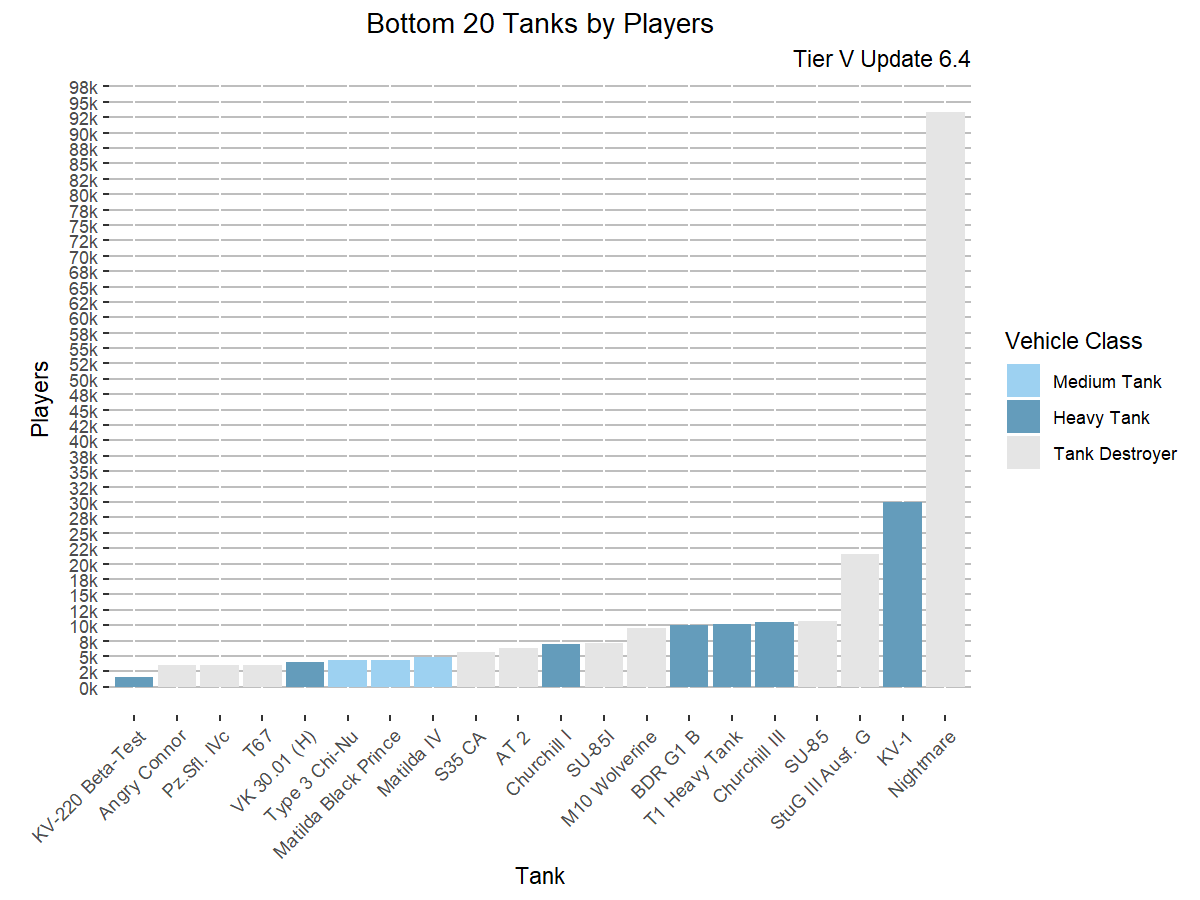 Bottom 20 Tanks by Players
Tier V Update 6.4
98k
95k
92k
90k
88k
85k
82k
80k
78k
75k
72k
70k
68k
65k
62k
60k
58k
55k
52k
50k
48k
45k
42k
40k
38k
35k
32k
30k
28k
25k
22k
20k
18k
15k
12k
10k
8k
5k
2k
0k
Players
KV-220 Beta-Test
Angry Connor
Pz.Sfl. IVc
T67
VK 30.01 (H)
Type 3 Chi-Nu
Matilda Black Prince
Matilda IV
S35 CA
AT 2
Churchill I
SU-85I
M10 Wolverine
BDR G1 B
T1 Heavy Tank
Churchill III
SU-85
StuG III Ausf. G
KV-1
Nightmare
Tank
Vehicle Class
Medium Tank
Heavy Tank
Tank Destroyer